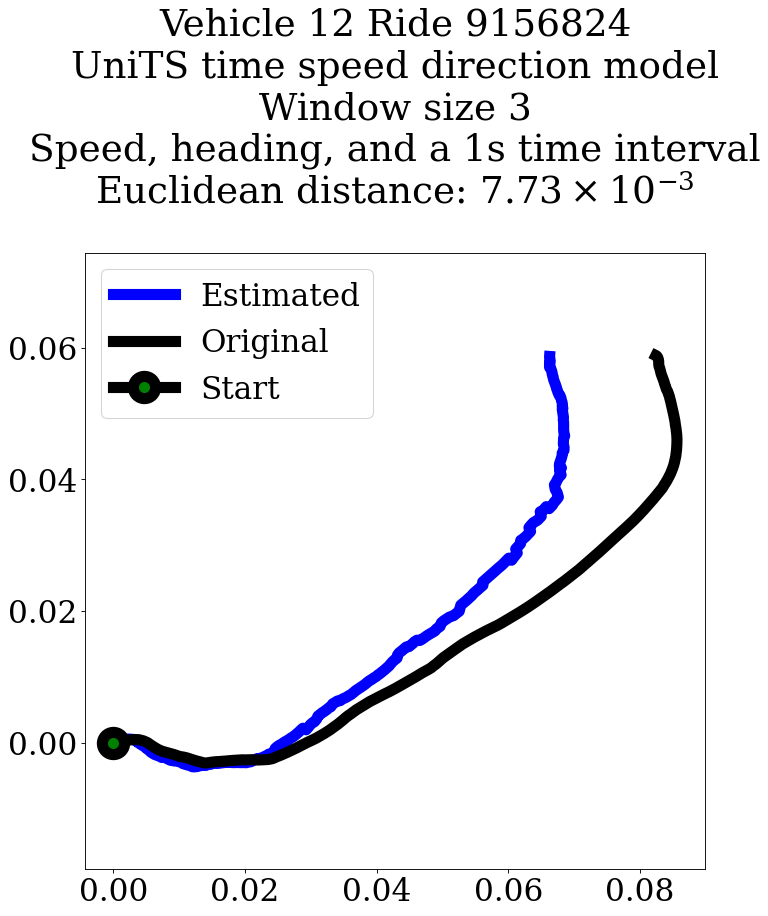 Vehicle 12 Ride 9156824
UniTS time speed direction model
Window size 3
Speed, heading, and a 1s time interval
Euclidean distance: 7.73 × 10⁻³
Estimated
Original
Start
0.06
0.04
0.02
0.00
0.00 0.02 0.04 0.06 0.08